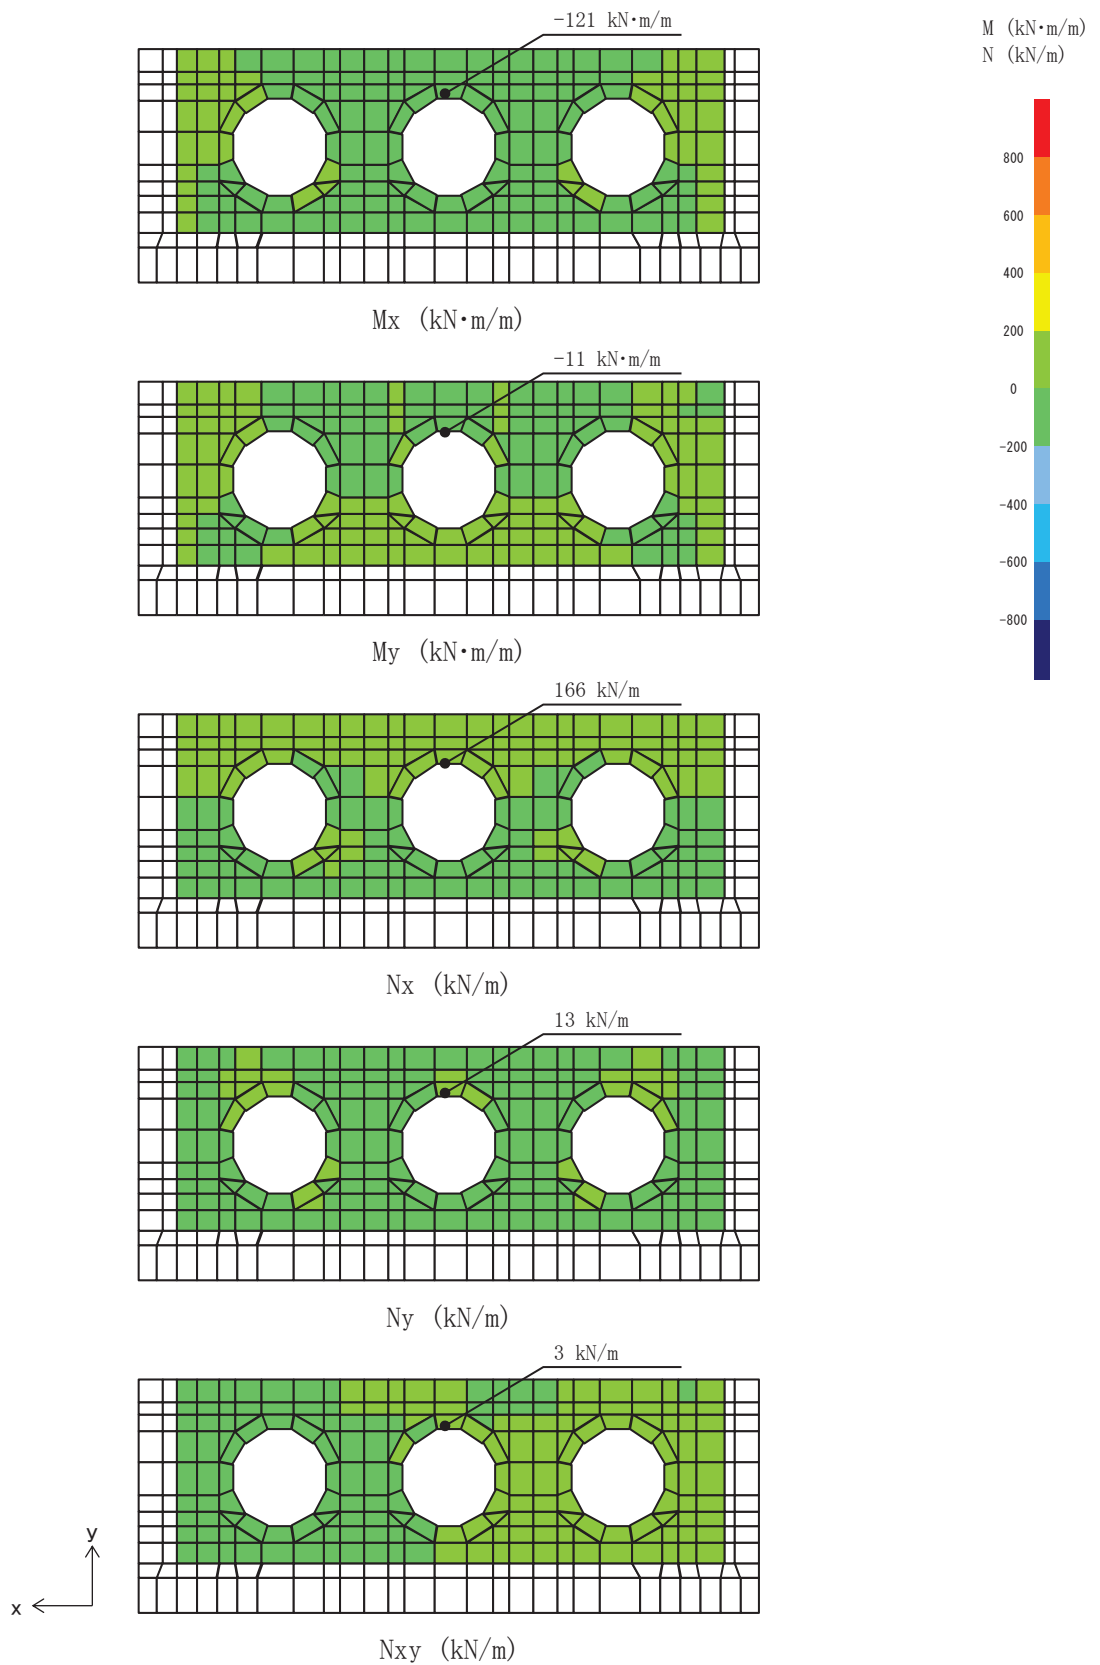 -121 kN·m/m
M (kN·m/m)
N (kN/m)
800
600
400
200
0
-200
-400
-600
-800
Mx (kN·m/m)
-11 kN·m/m
My (kN·m/m)
166 kN/m
Nx (kN/m)
13 kN/m
Ny (kN/m)
3 kN/m
y
x
Nxy (kN/m)